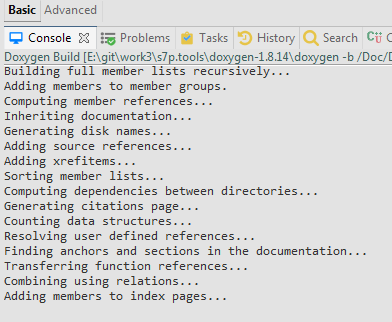 Basic Advanced
Console Problems Tasks History Search
Doxygen Build [E:\git\work3\s7p.tools\doxygen-1.8.14\doxygen -b /Doc/D
Building full member lists recursively...
Adding members to member groups.
Computing member references...
Inheriting documentation...
Generating disk names...
Adding source references...
Adding xrefitems...
Sorting member lists...
Computing dependencies between directories...
Generating citations page...
Counting data structures...
Resolving user defined references...
Finding anchors and sections in the documentation...
Transferring function references...
Combining using relations...
Adding members to index pages...